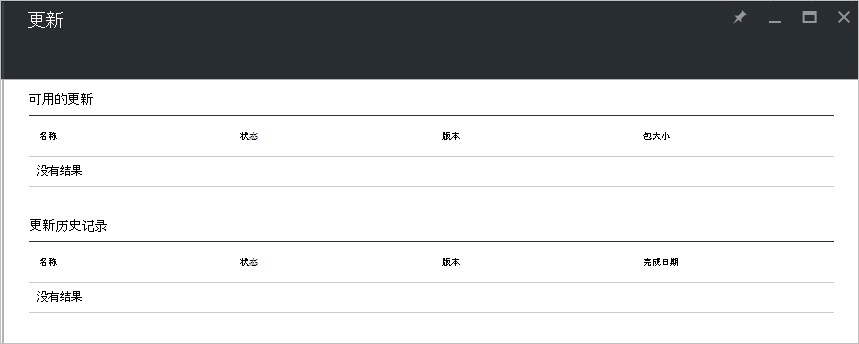 更新
可用的更新
名称 状态 版本 包大小
没有结果
更新历史记录
名称 状态 版本 完成日期
没有结果